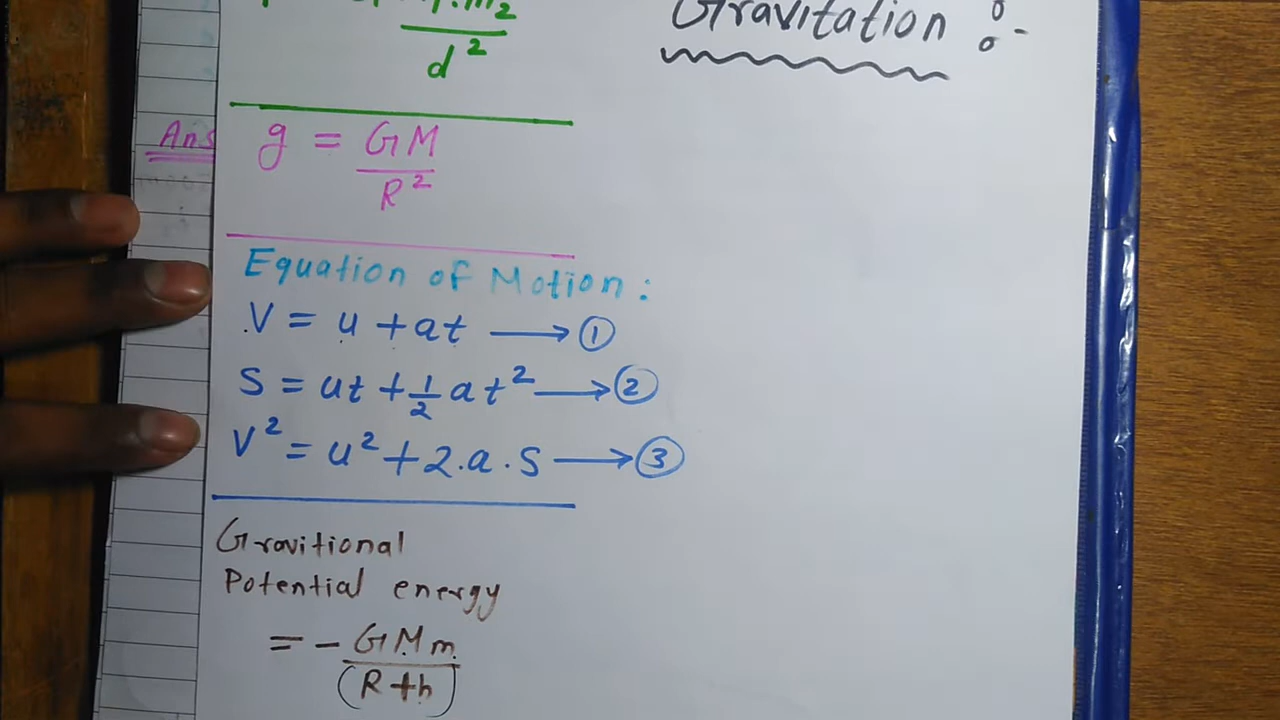 Gravitation :-
m2
d²
Ans
g = GM
R²
Equation of Motion :
V = u + at ⟶ ①
S = ut + 1/2 at² ⟶ ②
V² = u² + 2.a.S ⟶ ③
Gravitional
Potential energy
= - GMm
(R+h)